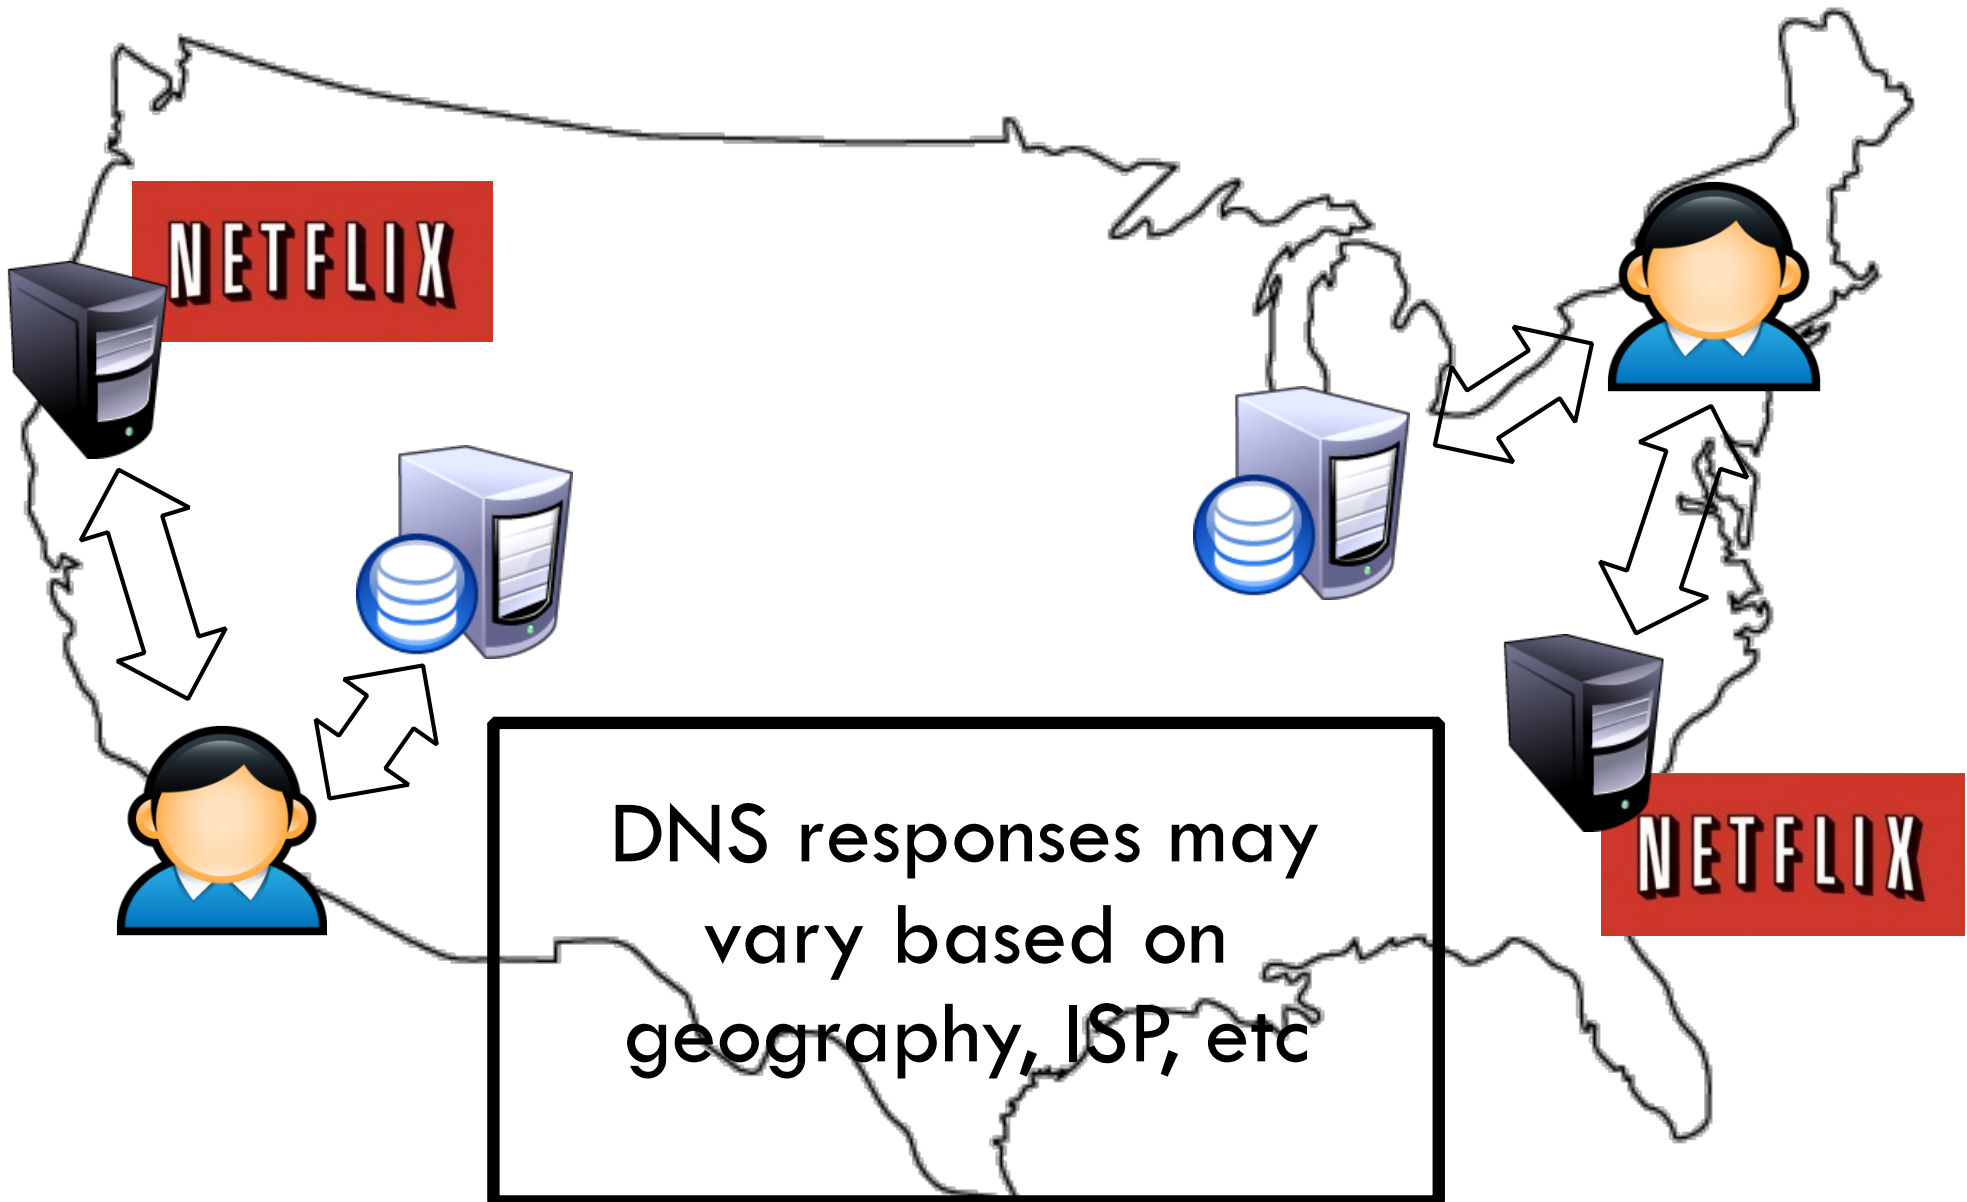 NETFLIX
DNS responses may
vary based on
geography, ISP, etc
NETFLIX